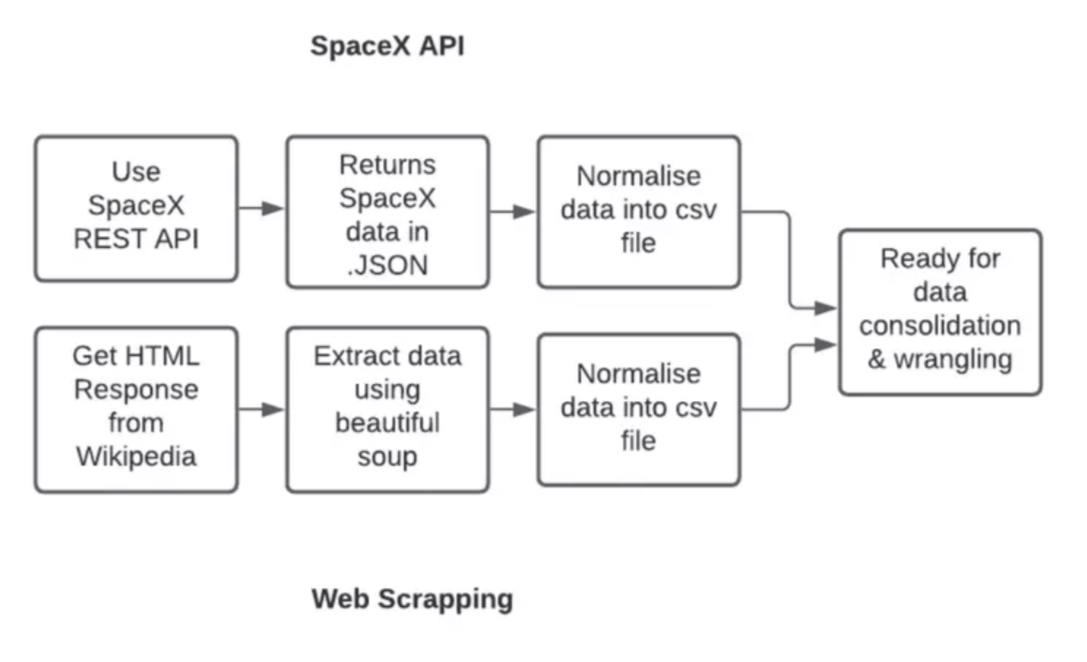 SpaceX API
Use
SpaceX
REST API
Returns
SpaceX
data in
.JSON
Normalise
data into csv
file
Get HTML
Response
from
Wikipedia
Extract data
using
beautiful
soup
Normalise
data into csv
file
Ready for
data
consolidation
& wrangling
Web Scrapping